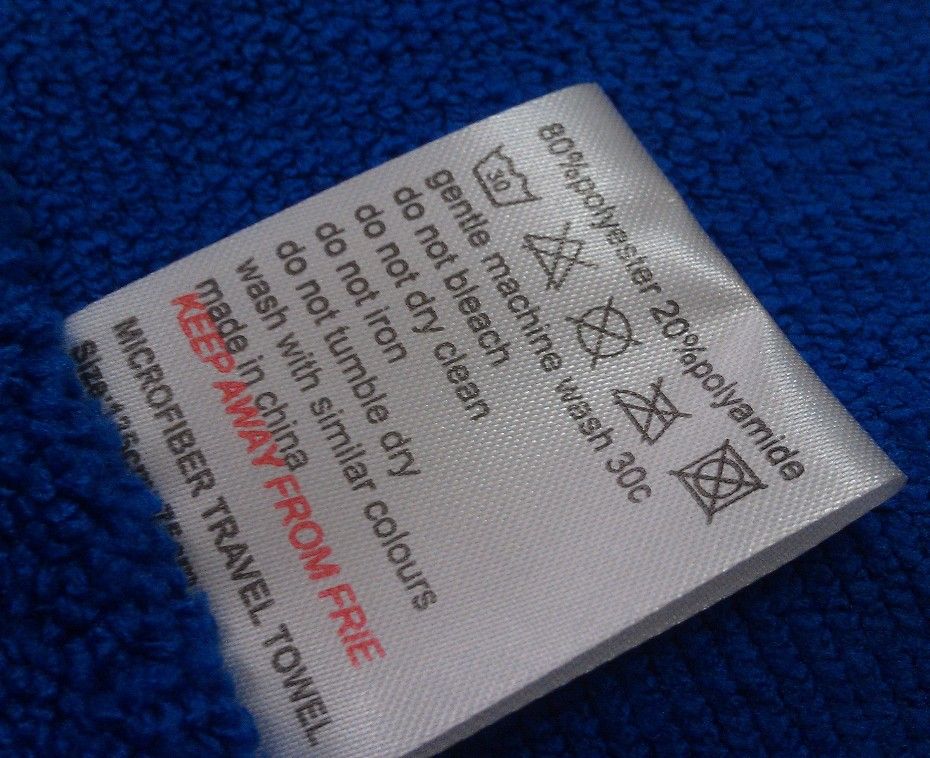 80%polyester 20%polyamide
30
gentle machine wash 30c
do not bleach
do not dry clean
do not iron
do not tumble dry
wash with similar colours
made in china
KEEP AWAY FROM FRIE
MICROFIBER TRAVEL TOWEL
Size: